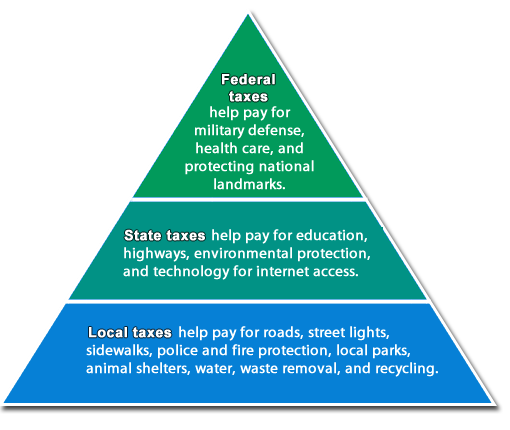 Federal
taxes
help pay for
military defense,
health care, and
protecting national
landmarks.
State taxes help pay for education,
highways, environmental protection,
and technology for internet access.
Local taxes help pay for roads, street lights,
sidewalks, police and fire protection, local parks,
animal shelters, water, waste removal, and recycling.